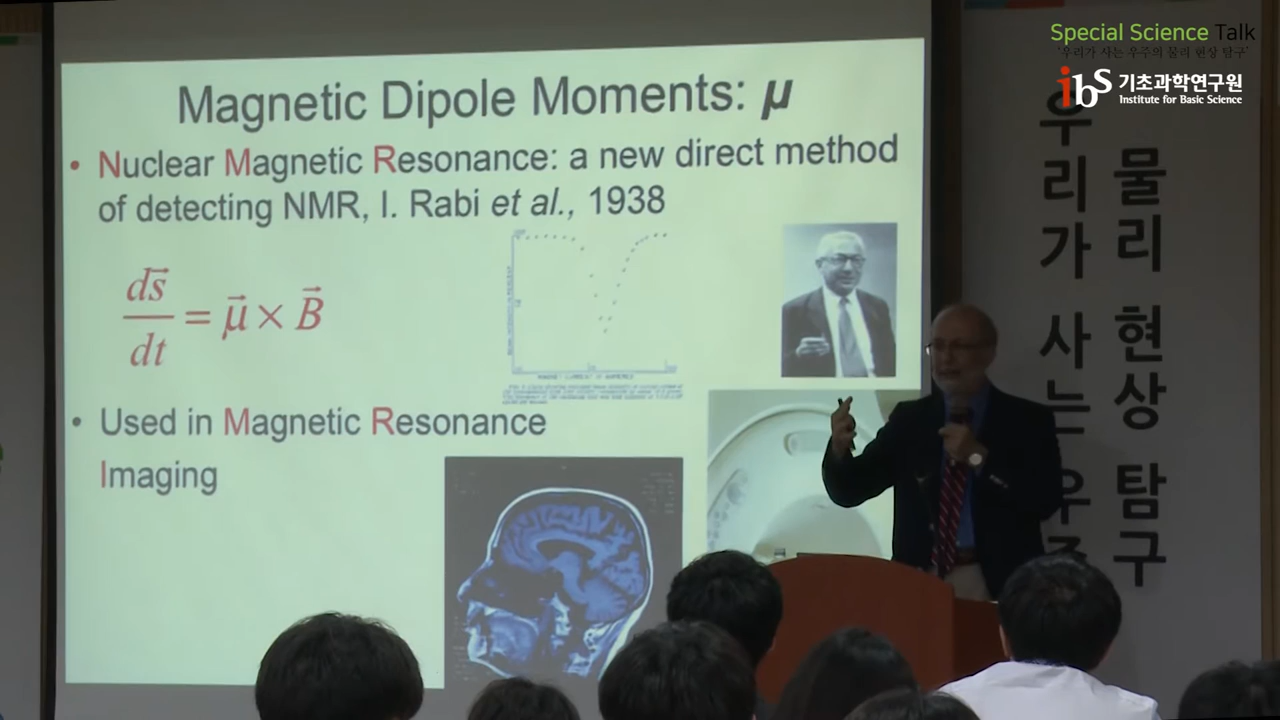 Special Science Talk
'우리가 사는 우주의 물리 현상 탐구'
ibs 기초과학연구원
Institute for Basic Science
Magnetic Dipole Moments: μ
• Nuclear Magnetic Resonance: a new direct method
of detecting NMR, I. Rabi et al., 1938
ds⃗/dt = μ⃗ × B⃗
• Used in Magnetic Resonance
Imaging
우리가 사는 우주
물리 현상 탐구